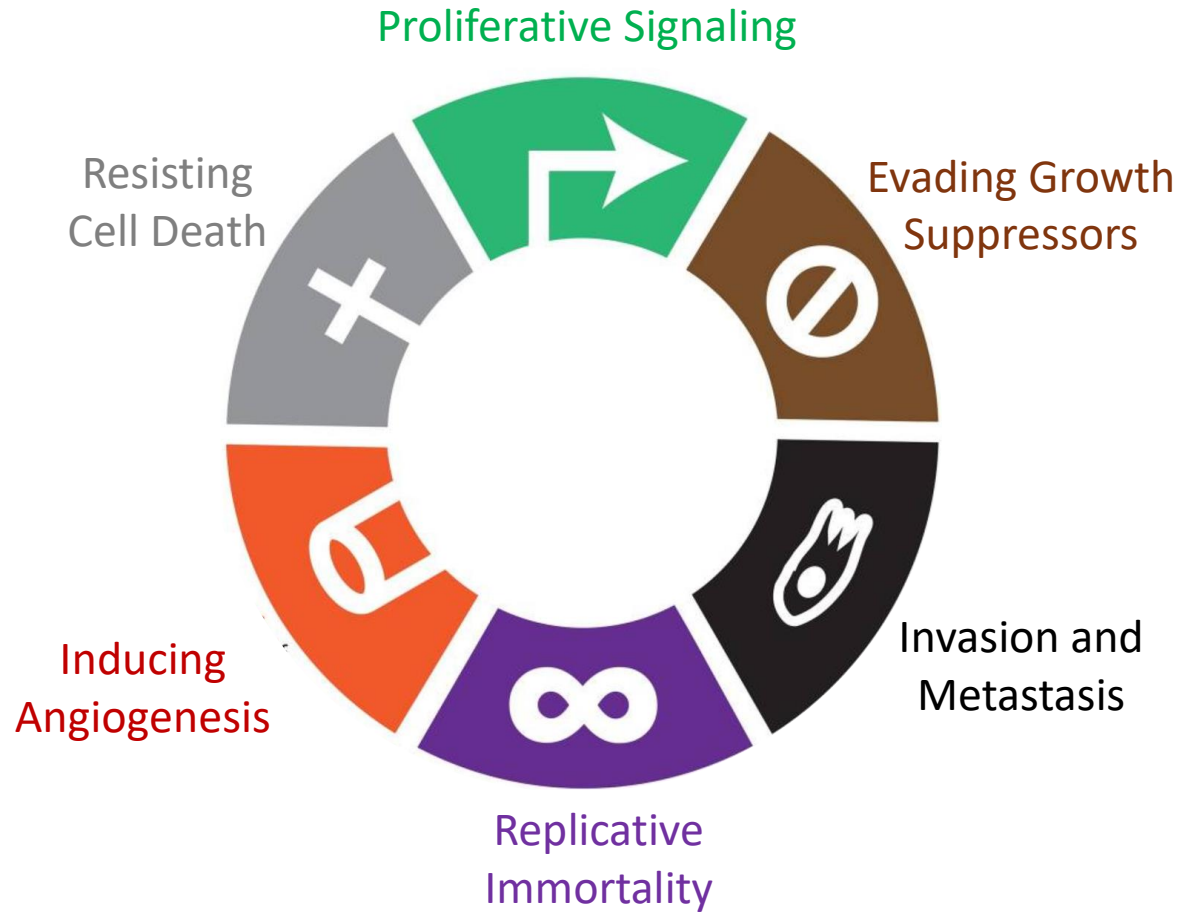 Proliferative Signaling
Resisting
Cell Death
Evading Growth
Suppressors
Inducing
Angiogenesis
Invasion and
Metastasis
Replicative
Immortality